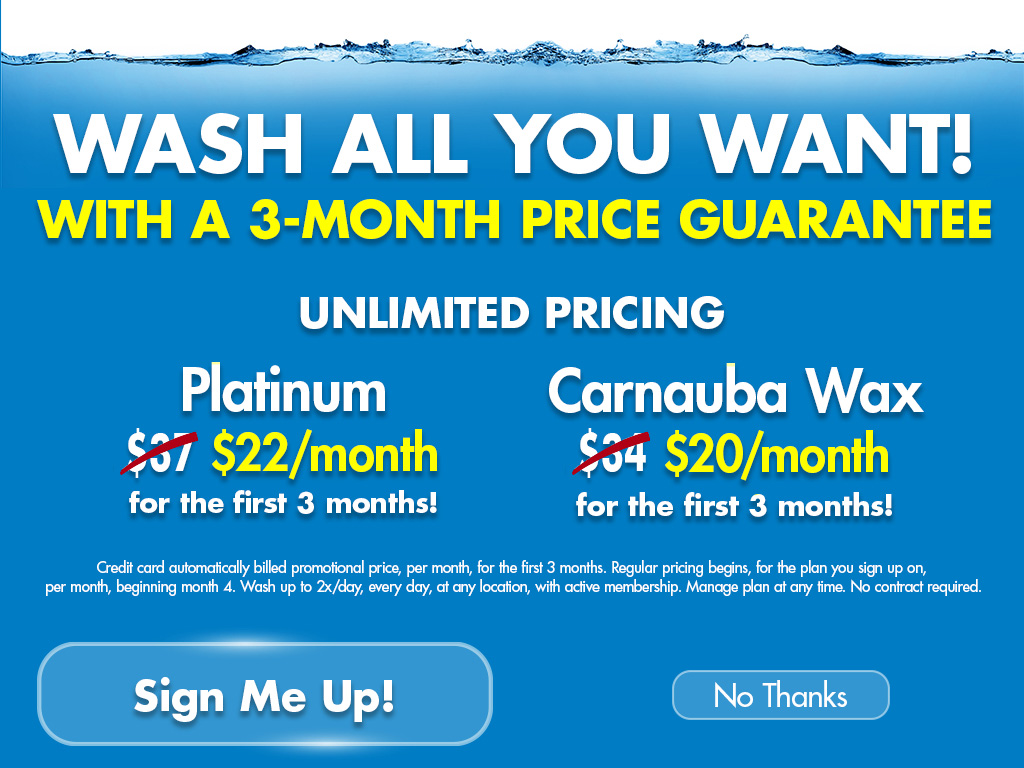 WASH ALL YOU WANT!
WITH A 3-MONTH PRICE GUARANTEE
UNLIMITED PRICING
Platinum
$37 $22/month
for the first 3 months!
Carnauba Wax
$34 $20/month
for the first 3 months!
Credit card automatically billed promotional price, per month, for the first 3 months. Regular pricing begins, for the plan you sign up on,
per month, beginning month 4. Wash up to 2x/day, every day, at any location, with active membership. Manage plan at any time. No contract required.
Sign Me Up!
No Thanks